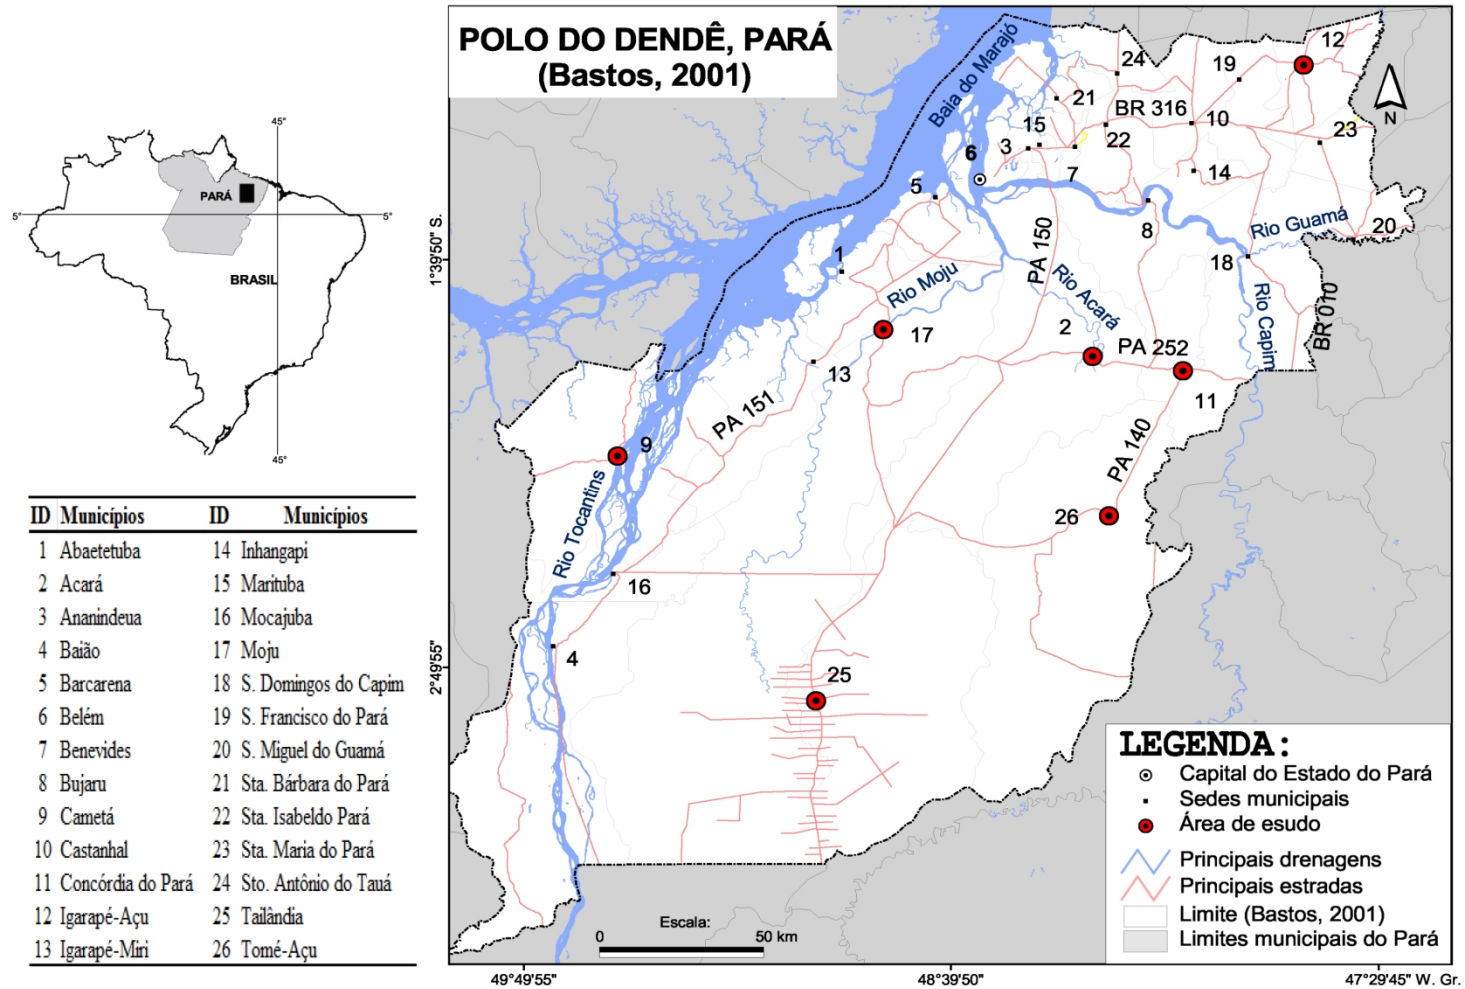 POLO DO DENDÊ, PARÁ
(Bastos, 2001)
45°
PARÁ
5°
5°
BRASIL
45°
ID Municípios ID Municípios
1 Abaetetuba 14 Inhangapi
2 Acará 15 Marituba
3 Ananindeua 16 Mocajuba
4 Baião 17 Moju
5 Barcarena 18 S. Domingos do Capim
6 Belém 19 S. Francisco do Pará
7 Benevides 20 S. Miguel do Guamá
8 Bujaru 21 Sta. Bárbara do Pará
9 Cametá 22 Sta. Isabeldo Pará
10 Castanhal 23 Sta. Maria do Pará
11 Concórdia do Pará 24 Sto. Antônio do Tauá
12 Igarapé-Açu 25 Tailândia
13 Igarapé-Miri 26 Tomé-Açu
Baia do Marajó
12
24
19
21
BR 316
10
15
22
23
3
6
7
14
5
8
Rio Guamá
20
PA 150
18
1
Rio Moju
Rio Acará
Rio Capim
BR 010
17
2
PA 252
13
11
PA 151
9
PA 140
Rio Tocantins
26
16
4
25
N
1°39'50" S.
2°49'55"
49°49'55"
48°39'50"
47°29'45" W. Gr.
Escala:
0 50 km
LEGENDA:
Capital do Estado do Pará
Sedes municipais
Área de esudo
Principais drenagens
Principais estradas
Limite (Bastos, 2001)
Limites municipais do Pará